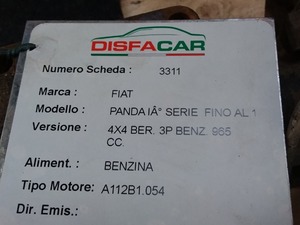 DISFACAR
Numero Scheda : 3311
Marca : FIAT
Modello : PANDA IÂ° SERIE FINO AL 1
Versione : 4X4 BER. 3P BENZ. 965
CC.
Aliment. : BENZINA
Tipo Motore: A112B1.054
Dir. Emis.: